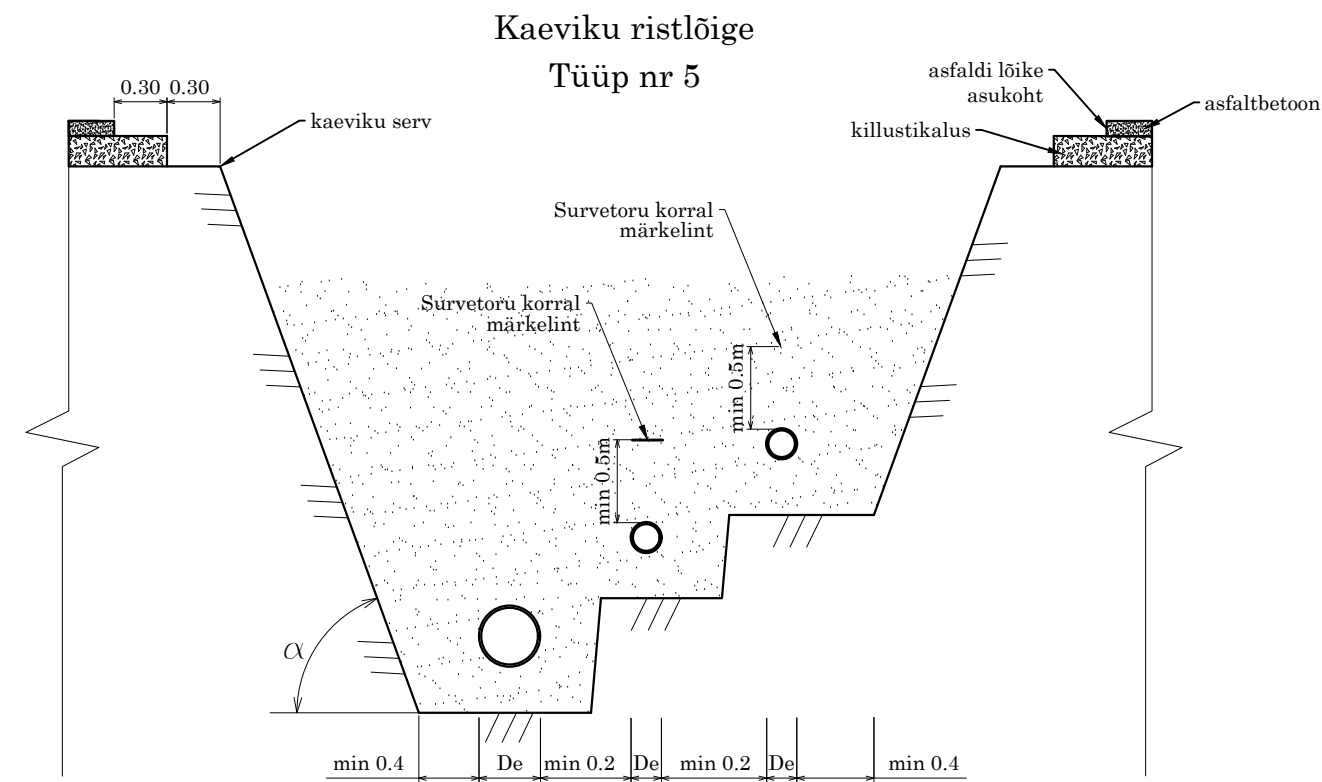 Kaeviku ristlõige
Tüüp nr 5
0.30 0.30
kaeviku serv
asfaldi lõike
asukoht
asfaltbetoon
killustikalus
Survetoru korral
märkelint
Survetoru korral
märkelint
min 0.5m
min 0.5m
α
min 0.4 De min 0.2 De min 0.2 De min 0.4